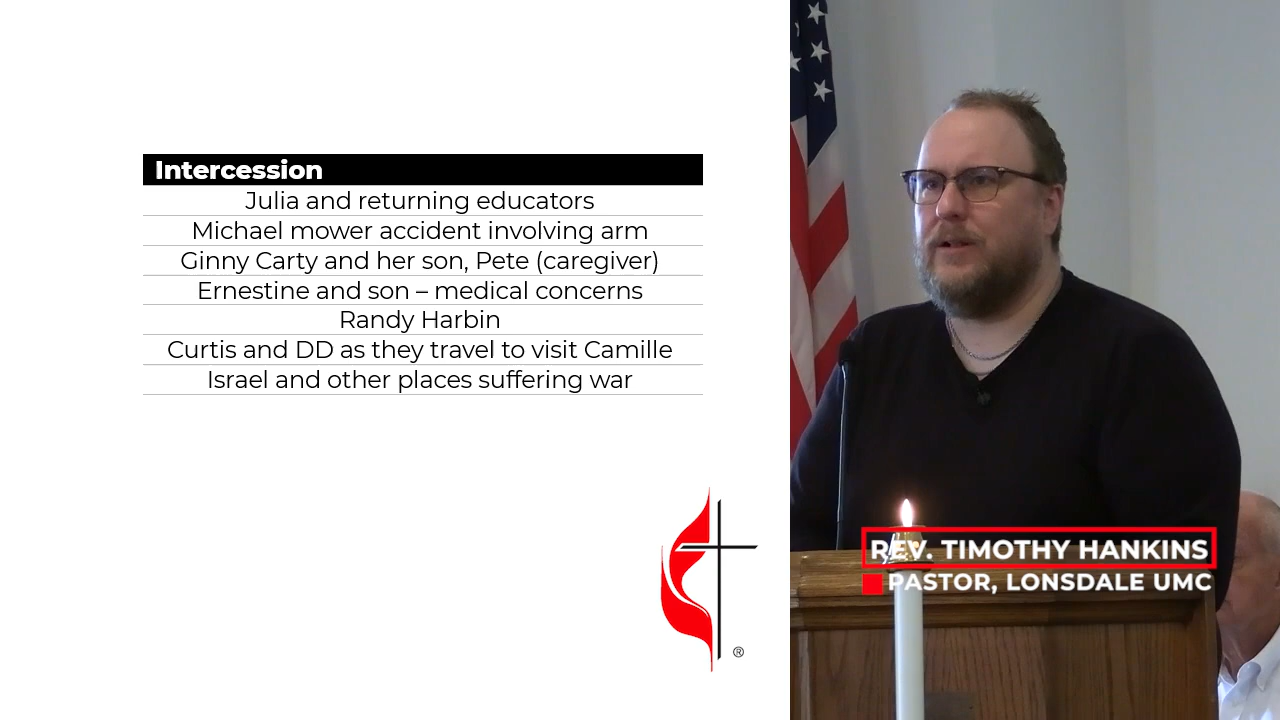 Intercession
Julia and returning educators
Michael mower accident involving arm
Ginny Carty and her son, Pete (caregiver)
Ernestine and son – medical concerns
Randy Harbin
Curtis and DD as they travel to visit Camille
Israel and other places suffering war
®
REV. TIMOTHY HANKINS
PASTOR, LONSDALE UMC